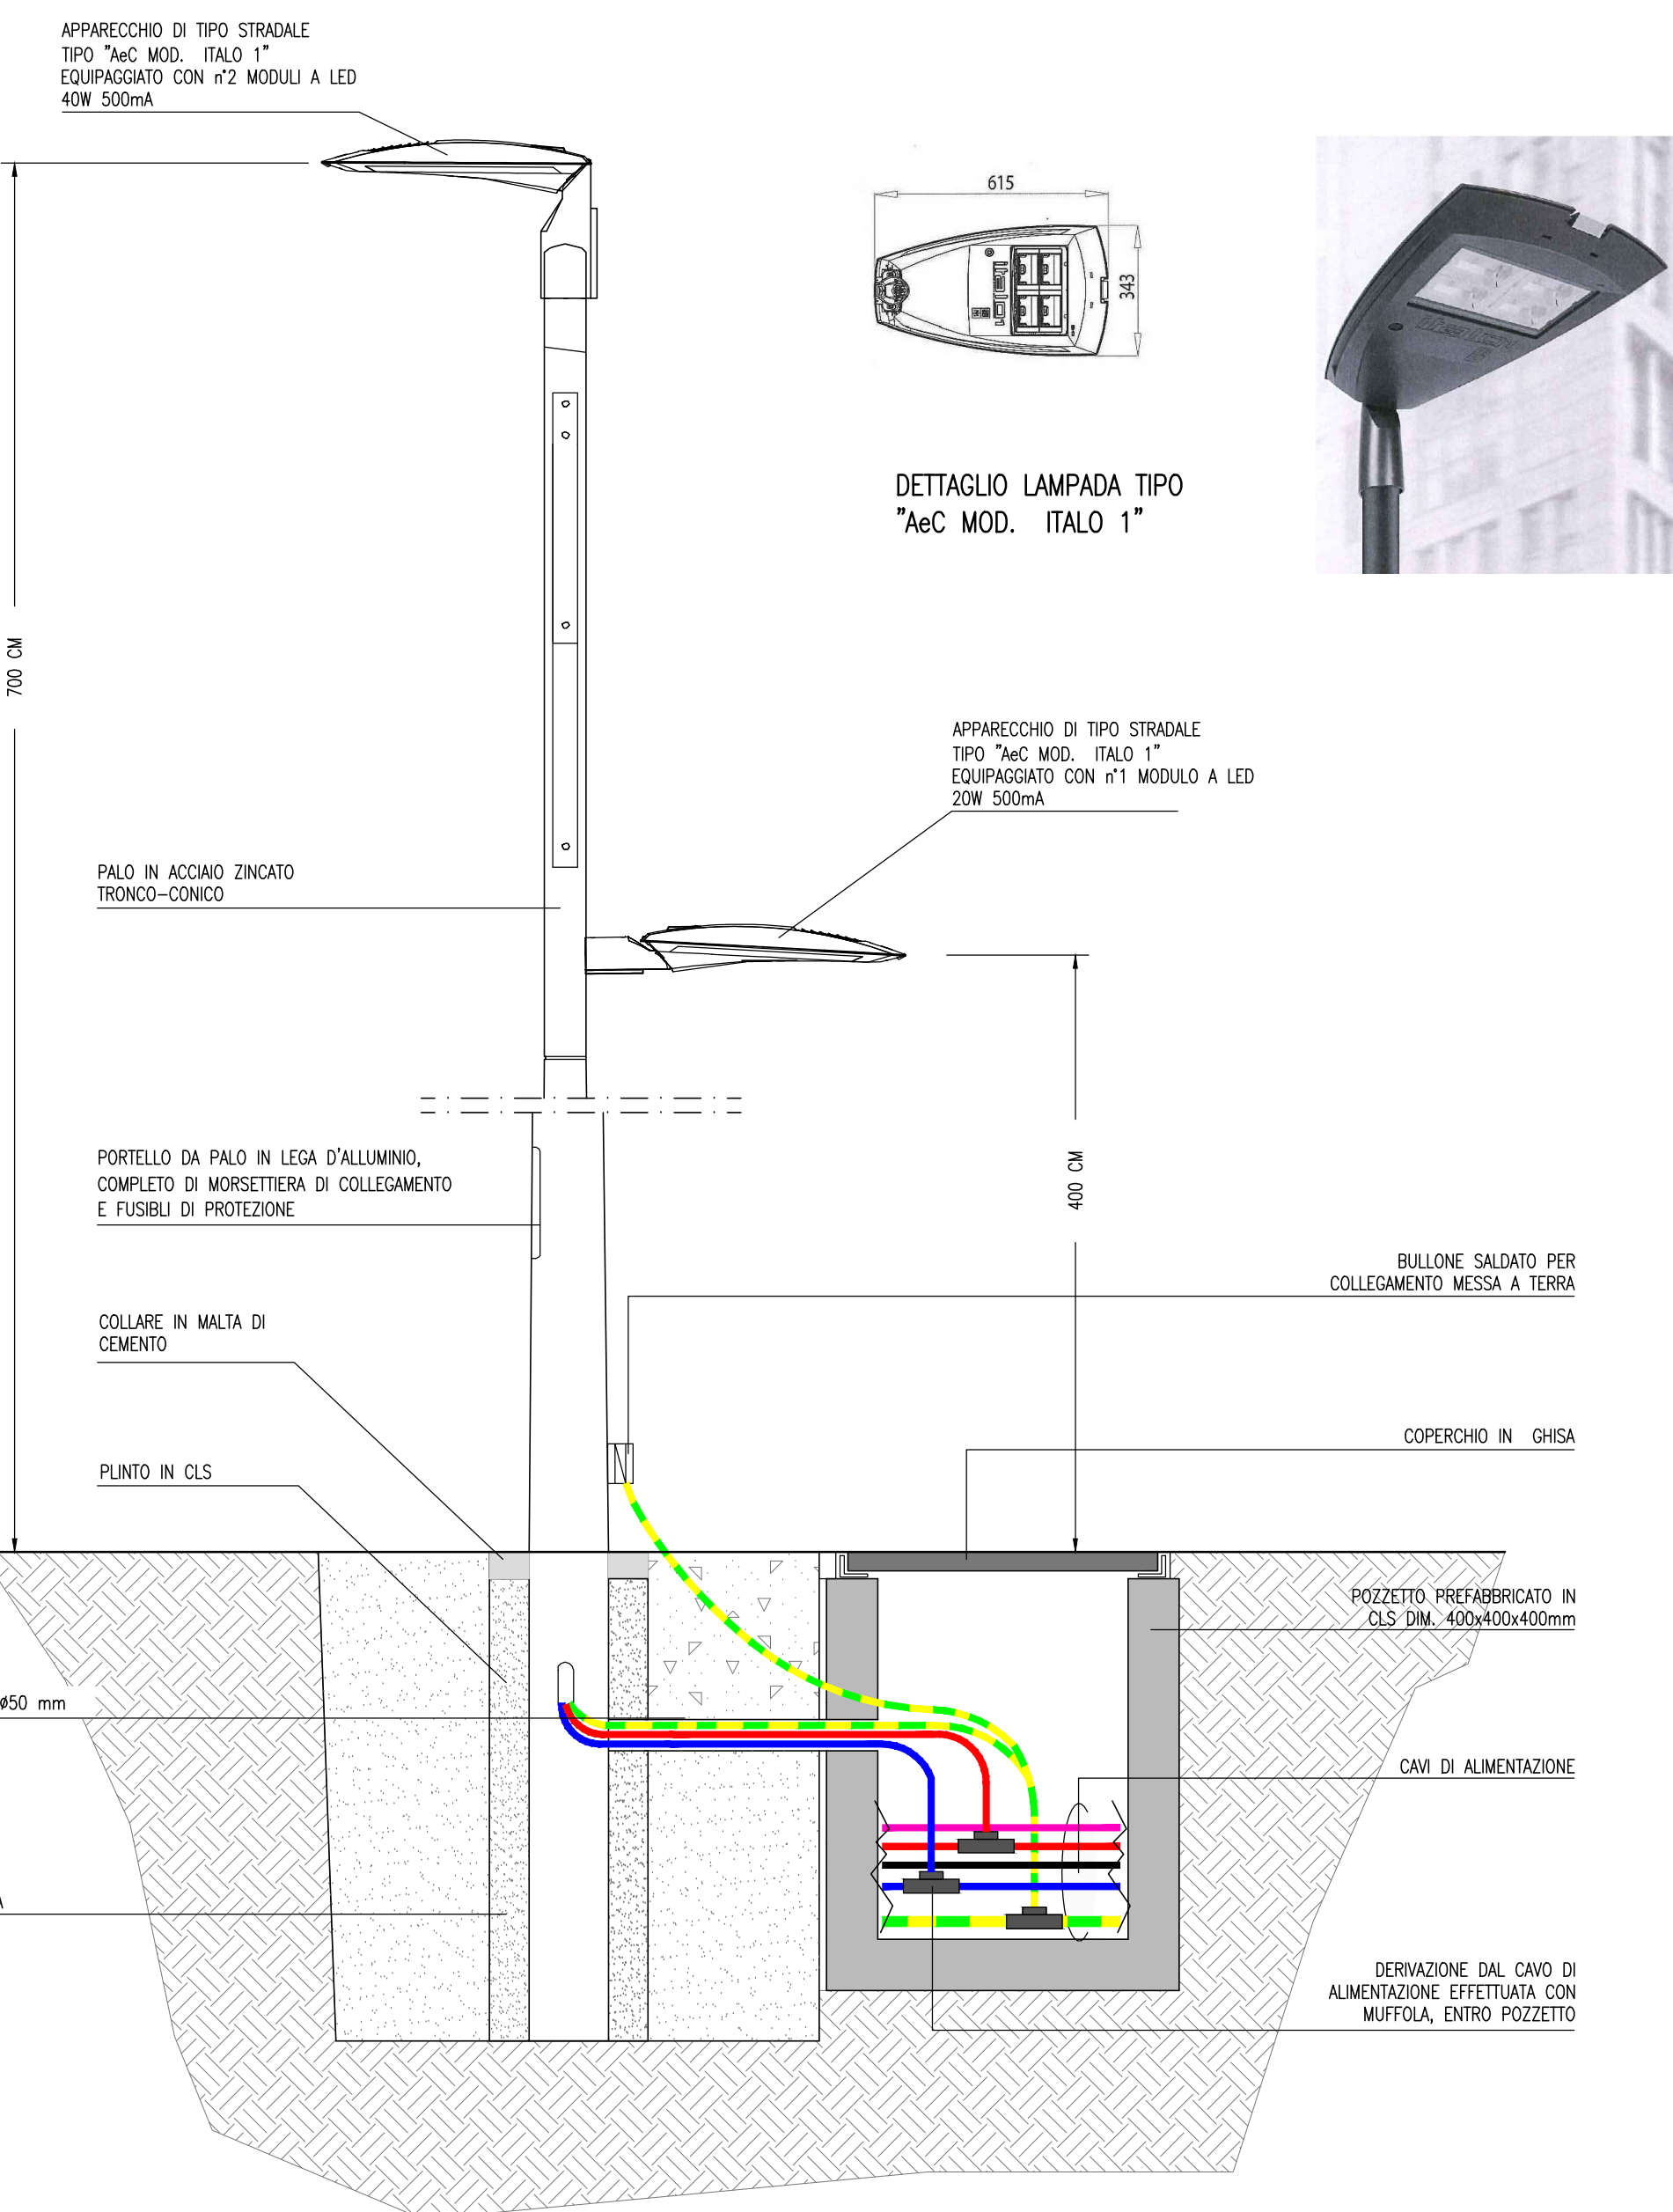 APPARECCHIO DI TIPO STRADALE
TIPO "AeC MOD. ITALO 1"
EQUIPAGGIATO CON n°2 MODULI A LED
40W 500mA
615
343
DETTAGLIO LAMPADA TIPO
"AeC MOD. ITALO 1"
700 CM
APPARECCHIO DI TIPO STRADALE
TIPO "AeC MOD. ITALO 1"
EQUIPAGGIATO CON n°1 MODULO A LED
20W 500mA
PALO IN ACCIAIO ZINCATO
TRONCO-CONICO
PORTELLO DA PALO IN LEGA D'ALLUMINIO,
COMPLETO DI MORSETTIERA DI COLLEGAMENTO
E FUSIBLI DI PROTEZIONE
400 CM
BULLONE SALDATO PER
COLLEGAMENTO MESSA A TERRA
COLLARE IN MALTA DI
CEMENTO
COPERCHIO IN GHISA
PLINTO IN CLS
POZZETTO PREFABBRICATO IN
CLS DIM. 400x400x400mm
ø50 mm
CAVI DI ALIMENTAZIONE
DERIVAZIONE DAL CAVO DI
ALIMENTAZIONE EFFETTUATA CON
MUFFOLA, ENTRO POZZETTO